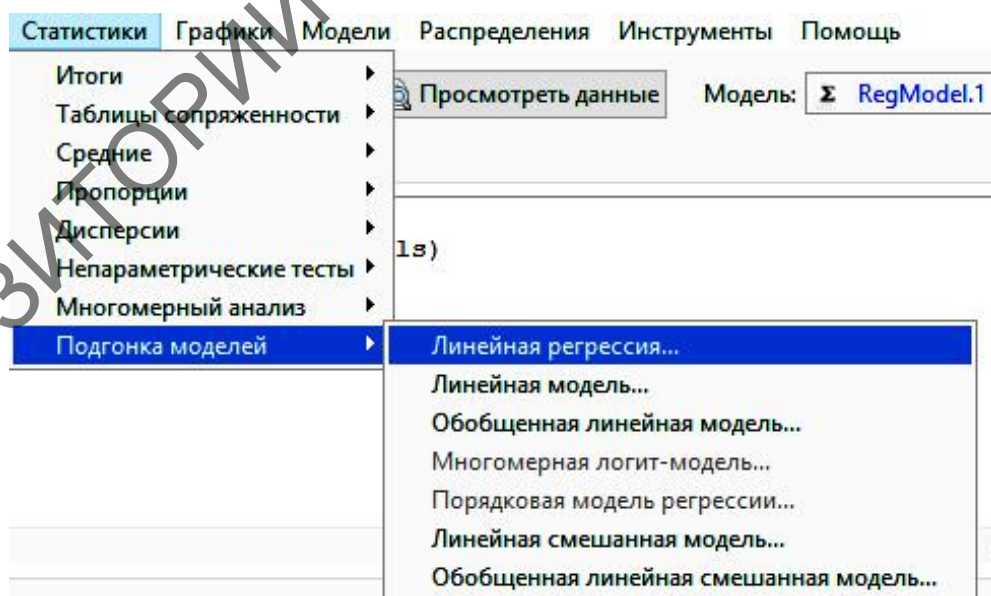 Статистики Графики Модели Распределения Инструменты Помощь
Итоги
Просмотреть данные Модель: Σ RegModel.1
Таблицы сопряженности
Средние
Пропорции
Дисперсии
ls)
Непараметрические тесты
Многомерный анализ
Подгонка моделей
Линейная регрессия...
Линейная модель...
Обобщенная линейная модель...
Многомерная логит-модель...
Порядковая модель регрессии...
Линейная смешанная модель...
Обобщенная линейная смешанная модель...
ЗИТОРИЙ